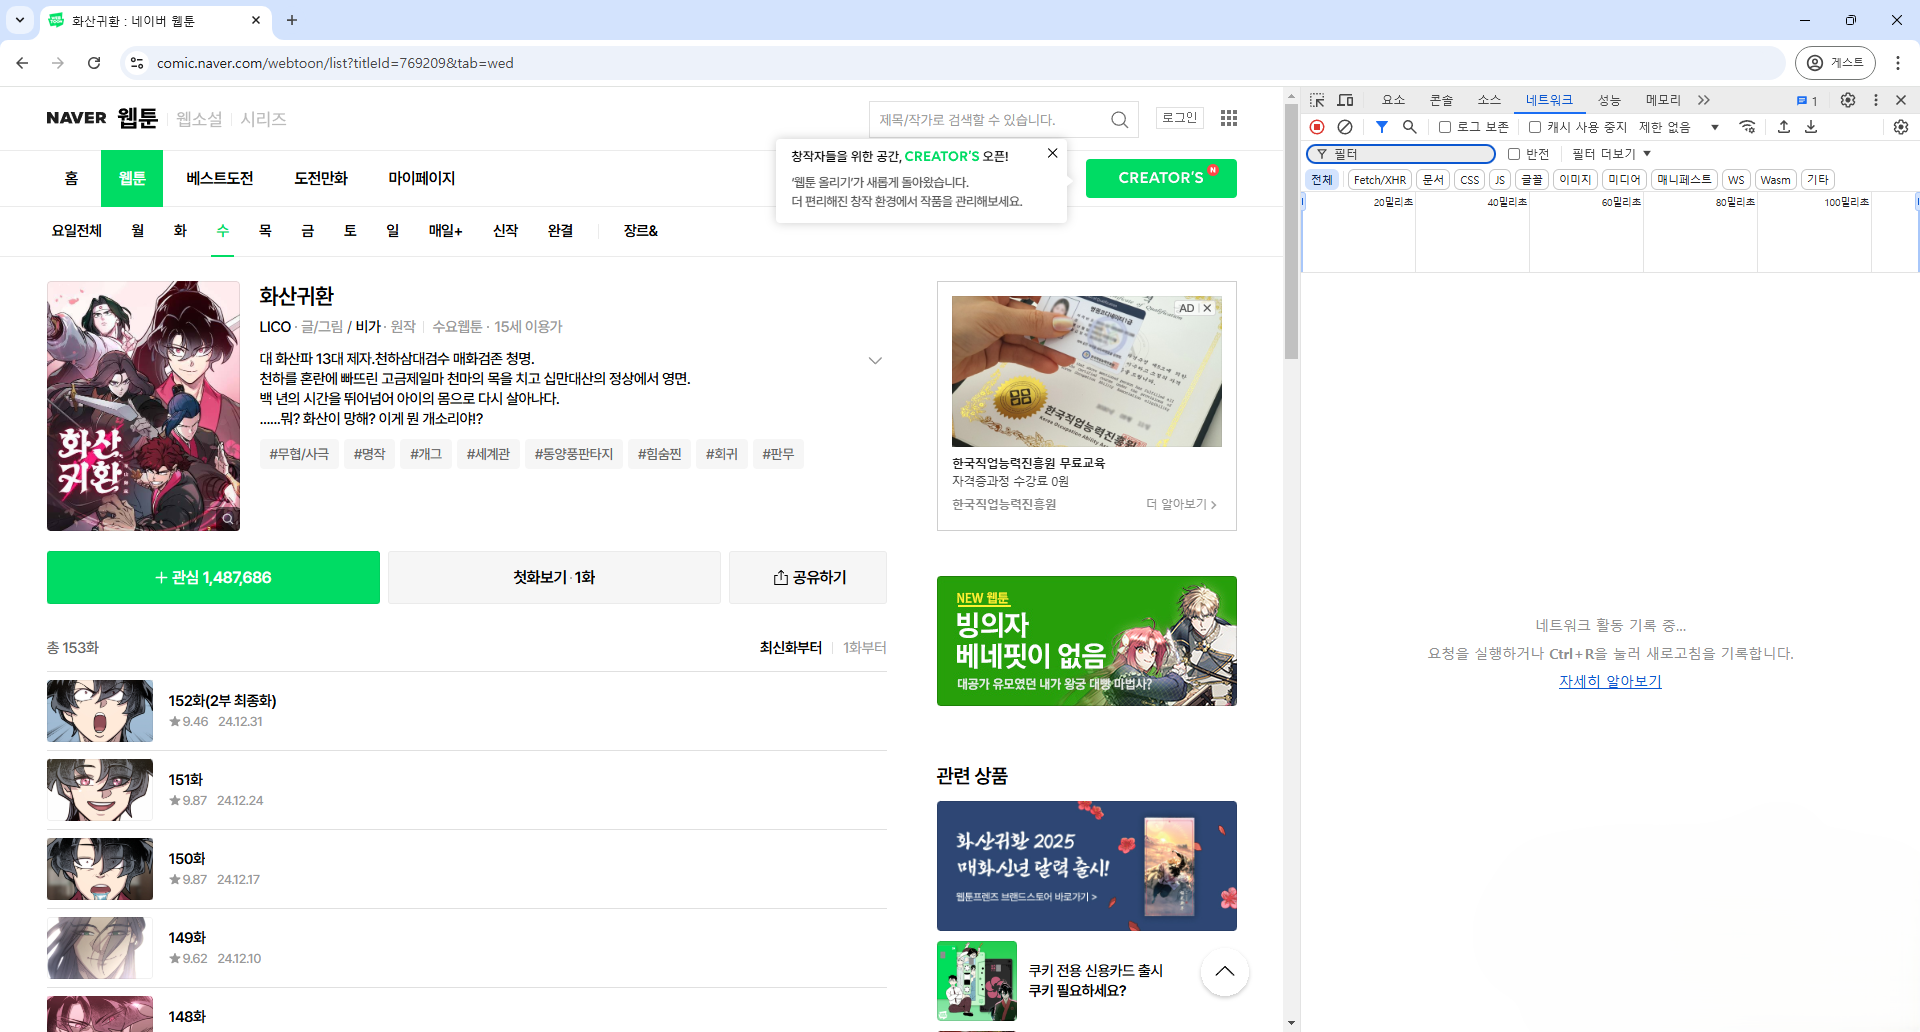 화산귀환 : 네이버 웹툰
comic.naver.com/webtoon/list?titleId=769209&tab=wed
게스트
NAVER 웹툰 웹소설 시리즈
제목/작가로 검색할 수 있습니다.
로그인
홈 웹툰 베스트도전 도전만화 마이페이지
창작자들을 위한 공간, CREATOR'S 오픈!
'웹툰 올리기'가 새롭게 돌아왔습니다.
더 편리해진 창작 환경에서 작품을 관리해보세요.
CREATOR'S N
요일전체 월 화 수 목 금 토 일 매일+ 신작 완결 장르&
화산귀환
화산귀환
LICO · 글/그림 / 비가 · 원작 수요웹툰 · 15세 이용가
대 화산파 13대 제자.천하삼대검수 매화검존 청명.
천하를 혼란에 빠뜨린 고금제일마 천마의 목을 치고 십만대산의 정상에서 영면.
백 년의 시간을 뛰어넘어 아이의 몸으로 다시 살아나다.
......뭐? 화산이 망해? 이게 뭔 개소리야!?
#무협/사극 #명작 #개그 #세계관 #동양풍판타지 #힘숨찐 #회귀 #판무
+ 관심 1,487,686
첫화보기 · 1화
공유하기
총 153화
최신화부터 1화부터
152화(2부 최종화)
★9.46 24.12.31
151화
★9.87 24.12.24
150화
★9.87 24.12.17
149화
★9.62 24.12.10
148화
AD
한국직업능력진흥원
한국직업능력진흥원 무료교육
자격증과정 수강료 0원
한국직업능력진흥원 더 알아보기
NEW 웹툰
빙의자
베네핏이 없음
대공가 유모였던 내가 왕궁 대빵 마법사?
관련 상품
화산귀환 2025
매화신년 달력 출시!
웹툰프렌즈 브랜드스토어 바로가기 >
쿠키 전용 신용카드 출시
쿠키 필요하세요?
요소 콘솔 소스 네트워크 성능 메모리 1
로그 보존 캐시 사용 중지 제한 없음
필터 반전 필터 더보기
전체 Fetch/XHR 문서 CSS JS 글꼴 이미지 미디어 매니페스트 WS Wasm 기타
20밀리초 40밀리초 60밀리초 80밀리초 100밀리초
네트워크 활동 기록 중...
요청을 실행하거나 Ctrl+R을 눌러 새로고침을 기록합니다.
자세히 알아보기